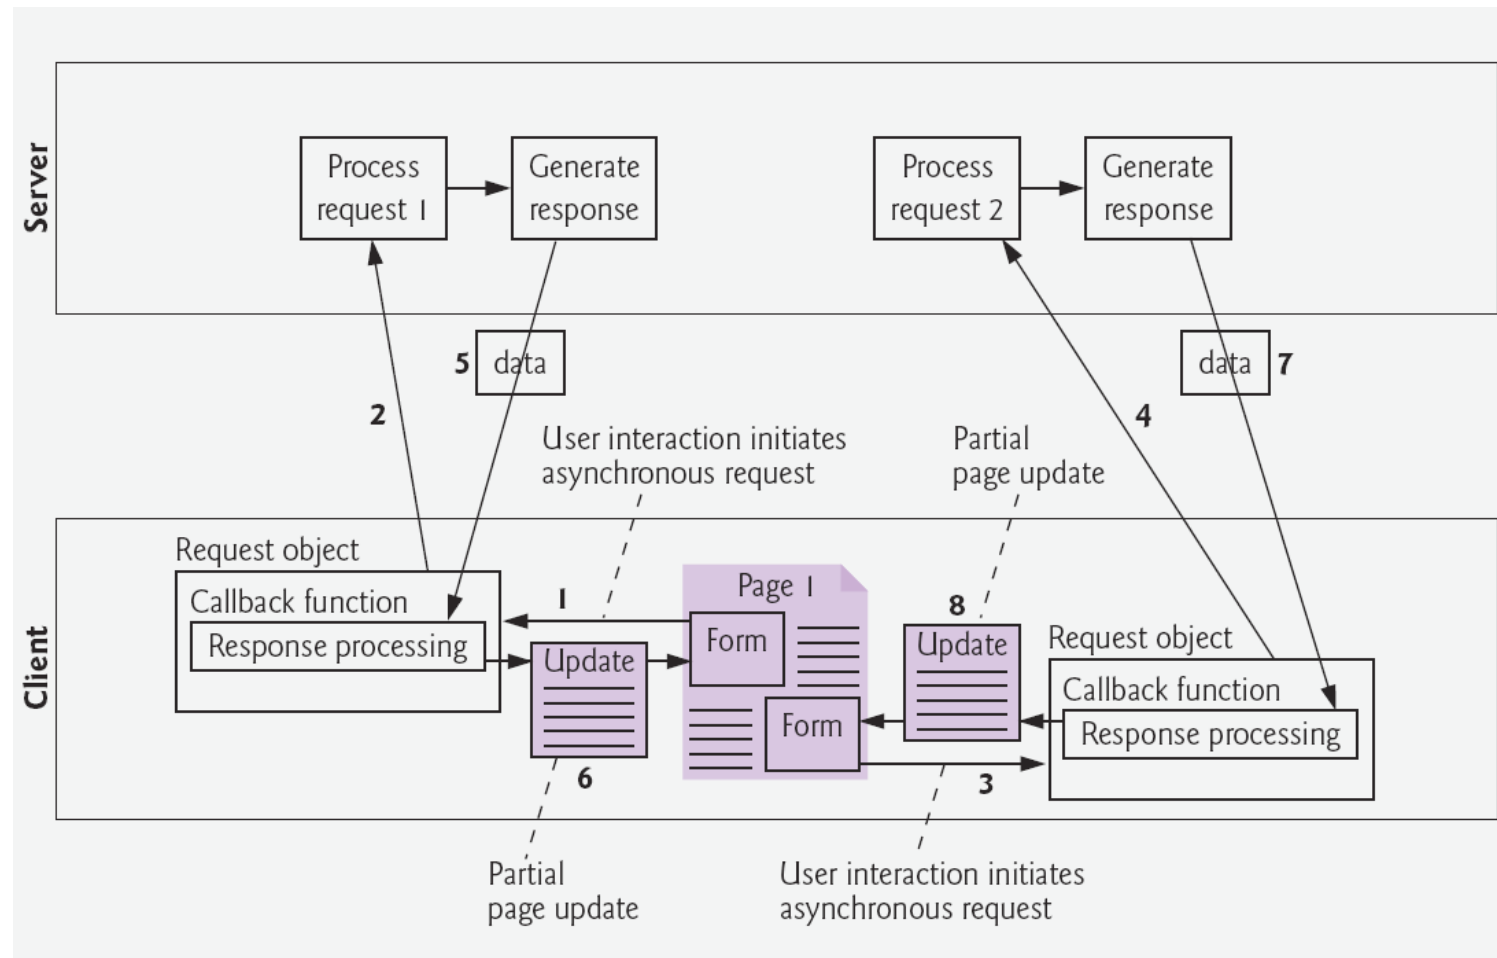 Server
Process
request 1
Generate
response
Process
request 2
Generate
response
5
data
data
7
2
4
User interaction initiates
asynchronous request
Partial
page update
Client
Request object
Callback function
Response processing
1
Update
6
Page 1
Form
Form
8
Update
3
Request object
Callback function
Response processing
Partial
page update
User interaction initiates
asynchronous request